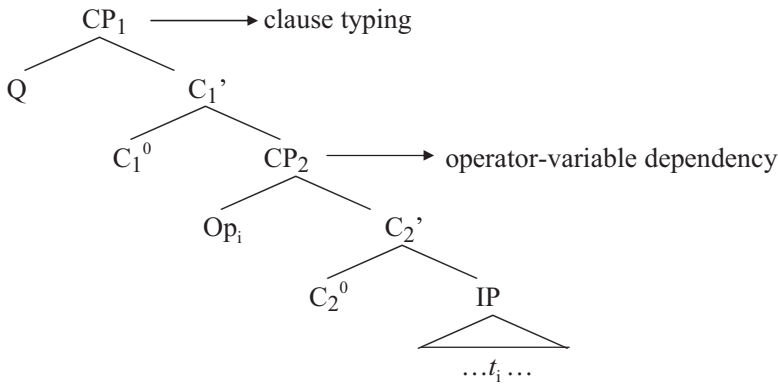 CP₁ clause typing
Q C₁’
C₁⁰ CP₂ operator-variable dependency
Opᵢ C₂’
C₂⁰ IP
…tᵢ …